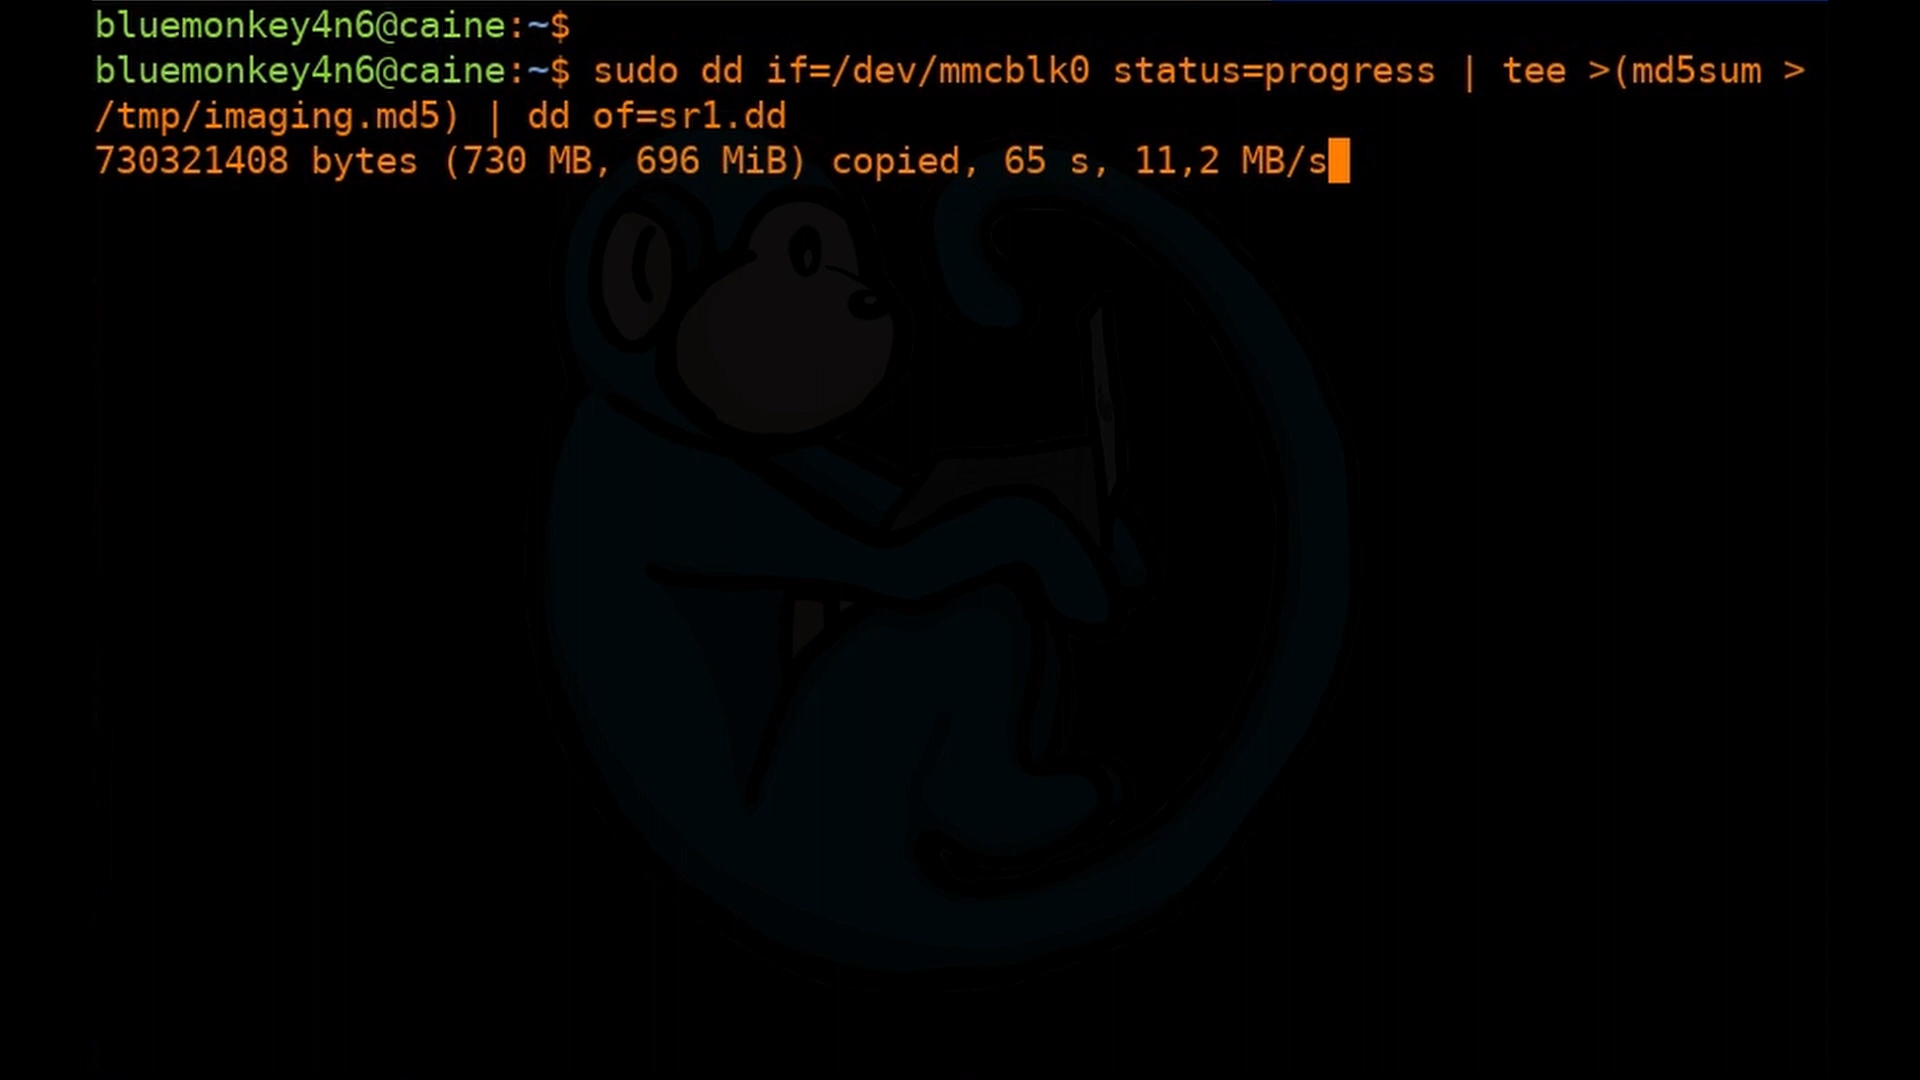 bluemonkey4n6@caine:~$
bluemonkey4n6@caine:~$ sudo dd if=/dev/mmcblk0 status=progress | tee >(md5sum >
/tmp/imaging.md5) | dd of=sr1.dd
730321408 bytes (730 MB, 696 MiB) copied, 65 s, 11,2 MB/s